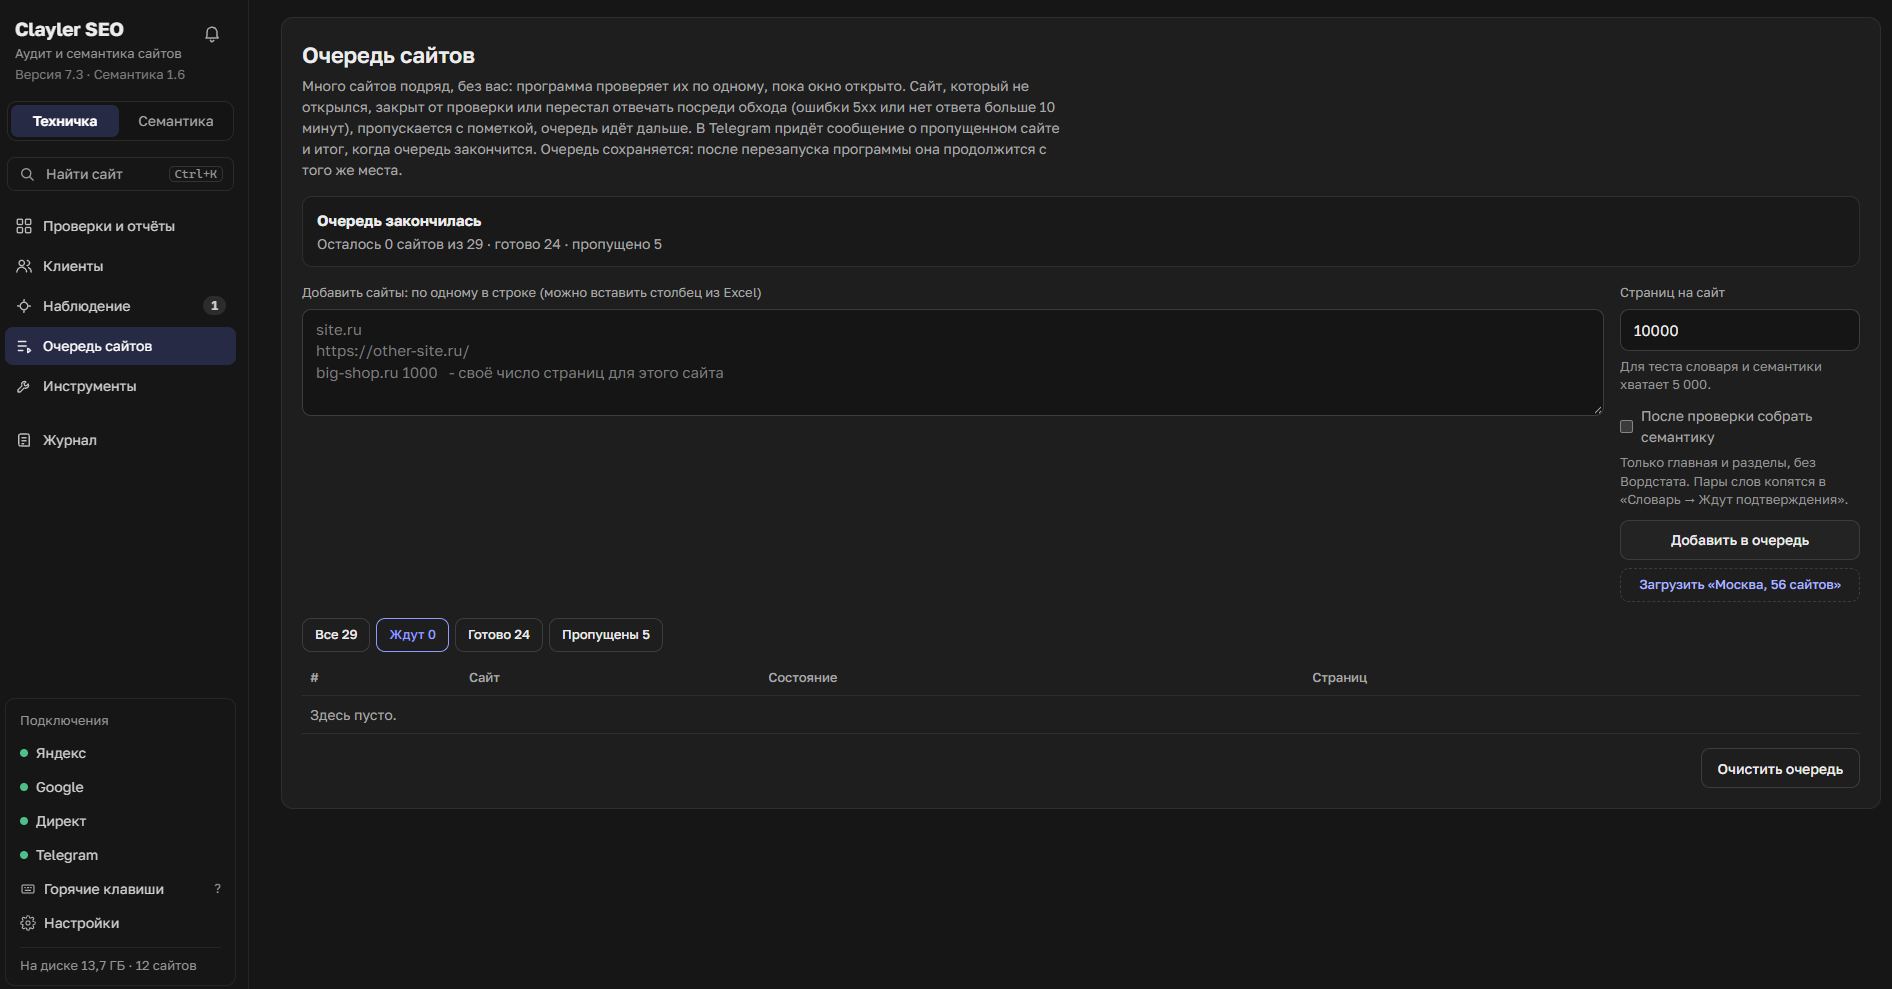 Clayler SEO
Аудит и семантика сайтов
Версия 7.3 · Семантика 1.6
Техничка
Семантика
Найти сайт
Ctrl+K
Проверки и отчёты
Клиенты
Наблюдение
1
Очередь сайтов
Инструменты
Журнал
Подключения
Яндекс
Google
Директ
Telegram
Горячие клавиши
?
Настройки
На диске 13,7 ГБ · 12 сайтов
Очередь сайтов
Много сайтов подряд, без вас: программа проверяет их по одному, пока окно открыто. Сайт, который не
открылся, закрыт от проверки или перестал отвечать посреди обхода (ошибки 5xx или нет ответа больше 10
минут), пропускается с пометкой, очередь идёт дальше. В Telegram придёт сообщение о пропущенном сайте
и итог, когда очередь закончится. Очередь сохраняется: после перезапуска программы она продолжится с
того же места.
Очередь закончилась
Осталось 0 сайтов из 29 · готово 24 · пропущено 5
Добавить сайты: по одному в строке (можно вставить столбец из Excel)
site.ru
https://other-site.ru/
big-shop.ru 1000 - своё число страниц для этого сайта
Страниц на сайт
10000
Для теста словаря и семантики
хватает 5 000.
После проверки собрать
семантику
Только главная и разделы, без
Вордстата. Пары слов копятся в
«Словарь → Ждут подтверждения».
Добавить в очередь
Загрузить «Москва, 56 сайтов»
Все 29
Ждут 0
Готово 24
Пропущены 5
#
Сайт
Состояние
Страниц
Здесь пусто.
Очистить очередь